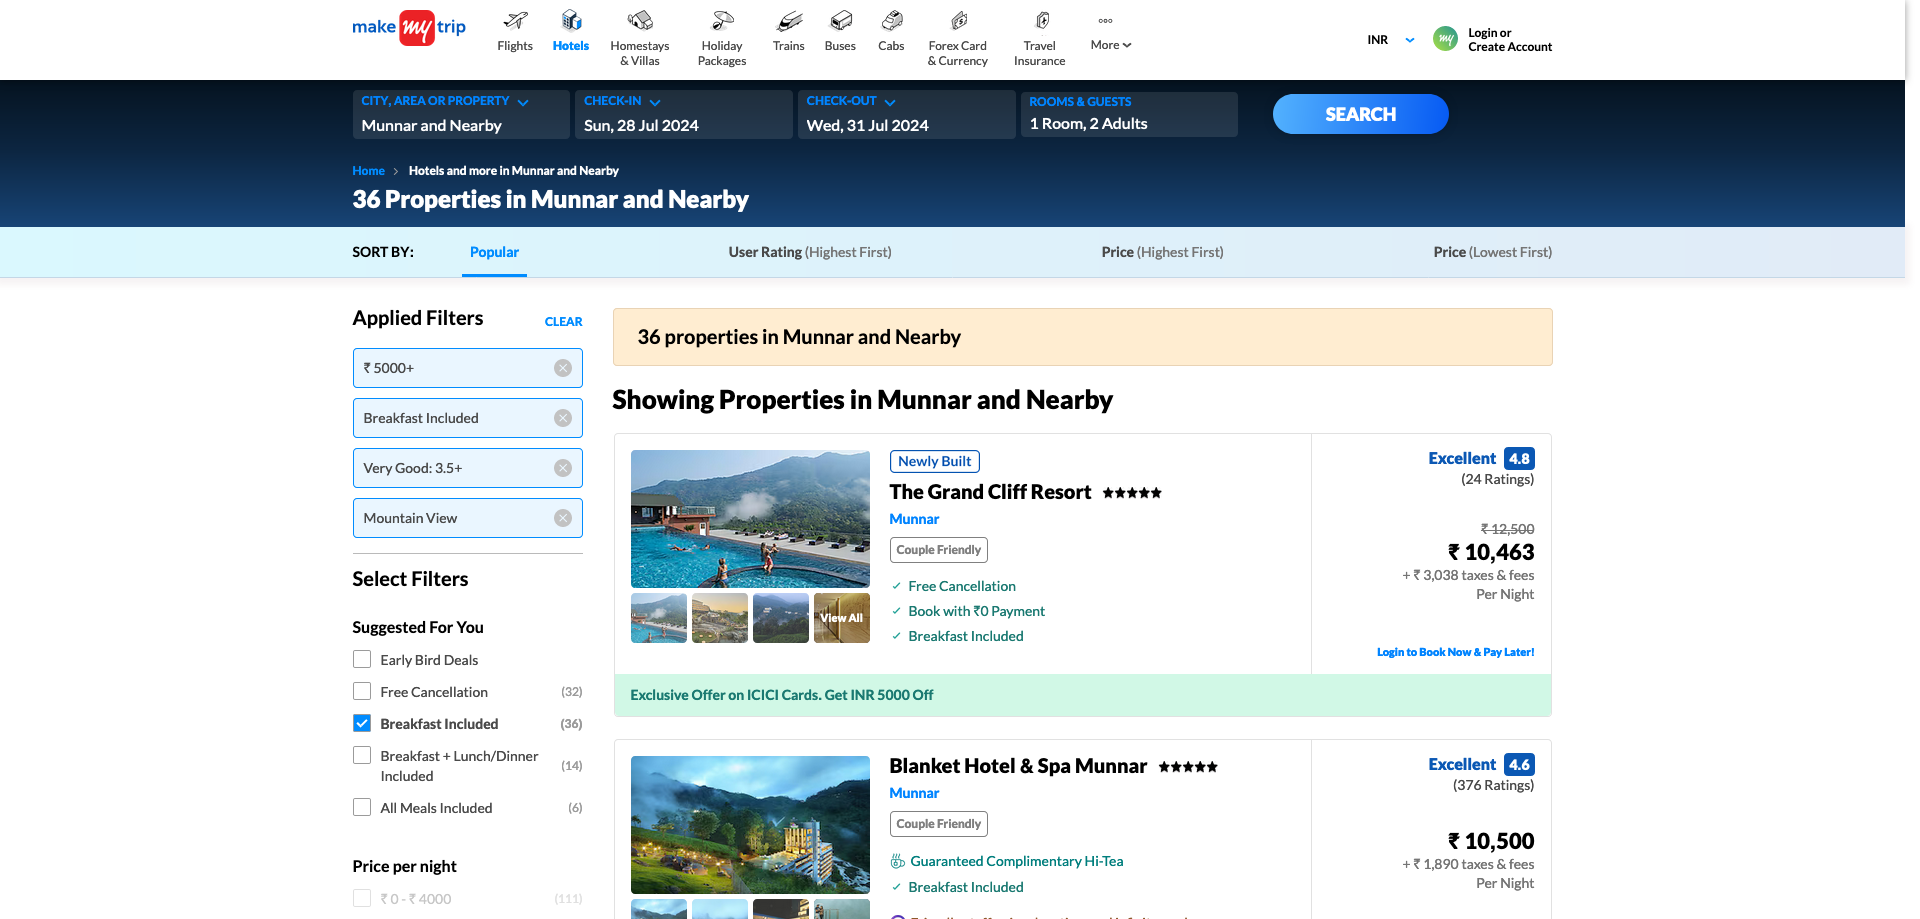 make my trip
Flights
Hotels
Homestays
& Villas
Holiday
Packages
Trains
Buses
Cabs
Forex Card
& Currency
Travel
Insurance
More
INR
my
Login or
Create Account
CITY, AREA OR PROPERTY
Munnar and Nearby
CHECK-IN
Sun, 28 Jul 2024
CHECK-OUT
Wed, 31 Jul 2024
ROOMS & GUESTS
1 Room, 2 Adults
SEARCH
Home > Hotels and more in Munnar and Nearby
36 Properties in Munnar and Nearby
SORT BY:
Popular
User Rating (Highest First)
Price (Highest First)
Price (Lowest First)
Applied Filters
CLEAR
₹ 5000+
Breakfast Included
Very Good: 3.5+
Mountain View
Select Filters
Suggested For You
Early Bird Deals
Free Cancellation (32)
Breakfast Included (36)
Breakfast + Lunch/Dinner
Included (14)
All Meals Included (6)
Price per night
₹ 0 - ₹ 4000 (111)
36 properties in Munnar and Nearby
Showing Properties in Munnar and Nearby
View All
Newly Built
The Grand Cliff Resort ★★★★★
Munnar
Couple Friendly
✓ Free Cancellation
✓ Book with ₹0 Payment
✓ Breakfast Included
Excellent 4.8
(24 Ratings)
₹ 12,500
₹ 10,463
+ ₹ 3,038 taxes & fees
Per Night
Login to Book Now & Pay Later!
Exclusive Offer on ICICI Cards. Get INR 5000 Off
Blanket Hotel & Spa Munnar ★★★★★
Munnar
Couple Friendly
Guaranteed Complimentary Hi-Tea
✓ Breakfast Included
Excellent 4.6
(376 Ratings)
₹ 10,500
+ ₹ 1,890 taxes & fees
Per Night